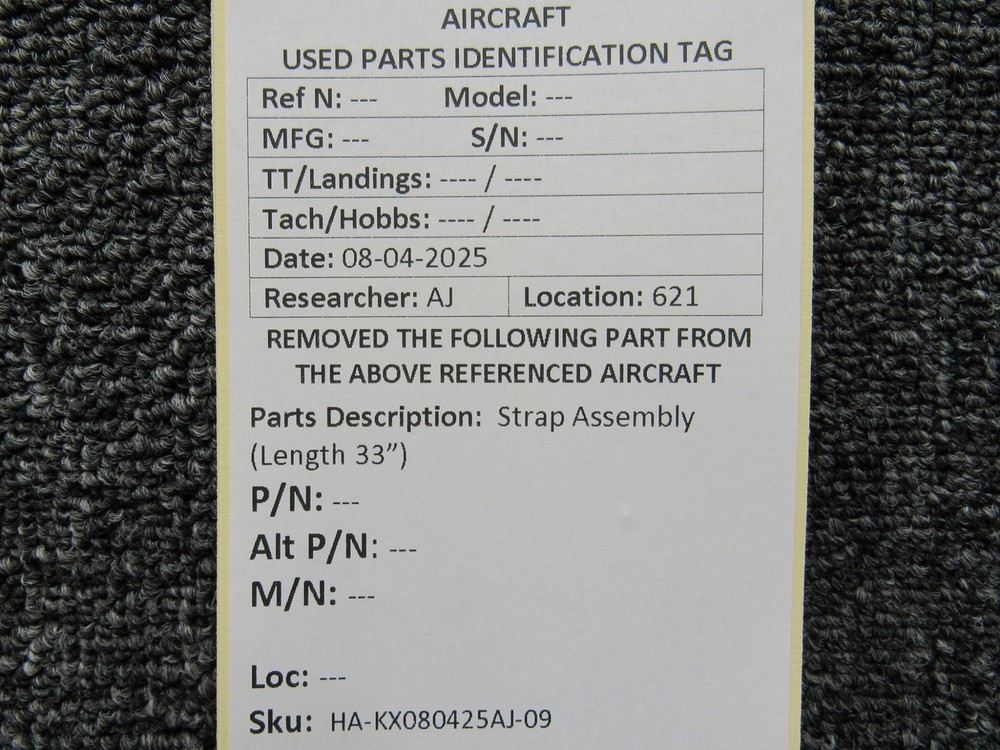 AIRCRAFT
USED PARTS IDENTIFICATION TAG
Ref N: --- Model: ---
MFG: --- S/N: ---
TT/Landings: ---- / ----
Tach/Hobbs: ---- / ----
Date: 08-04-2025
Researcher: AJ Location: 621
REMOVED THE FOLLOWING PART FROM
THE ABOVE REFERENCED AIRCRAFT
Parts Description: Strap Assembly
(Length 33”)
P/N: ---
Alt P/N: ---
M/N: ---
Loc: ---
Sku: HA-KX080425AJ-09